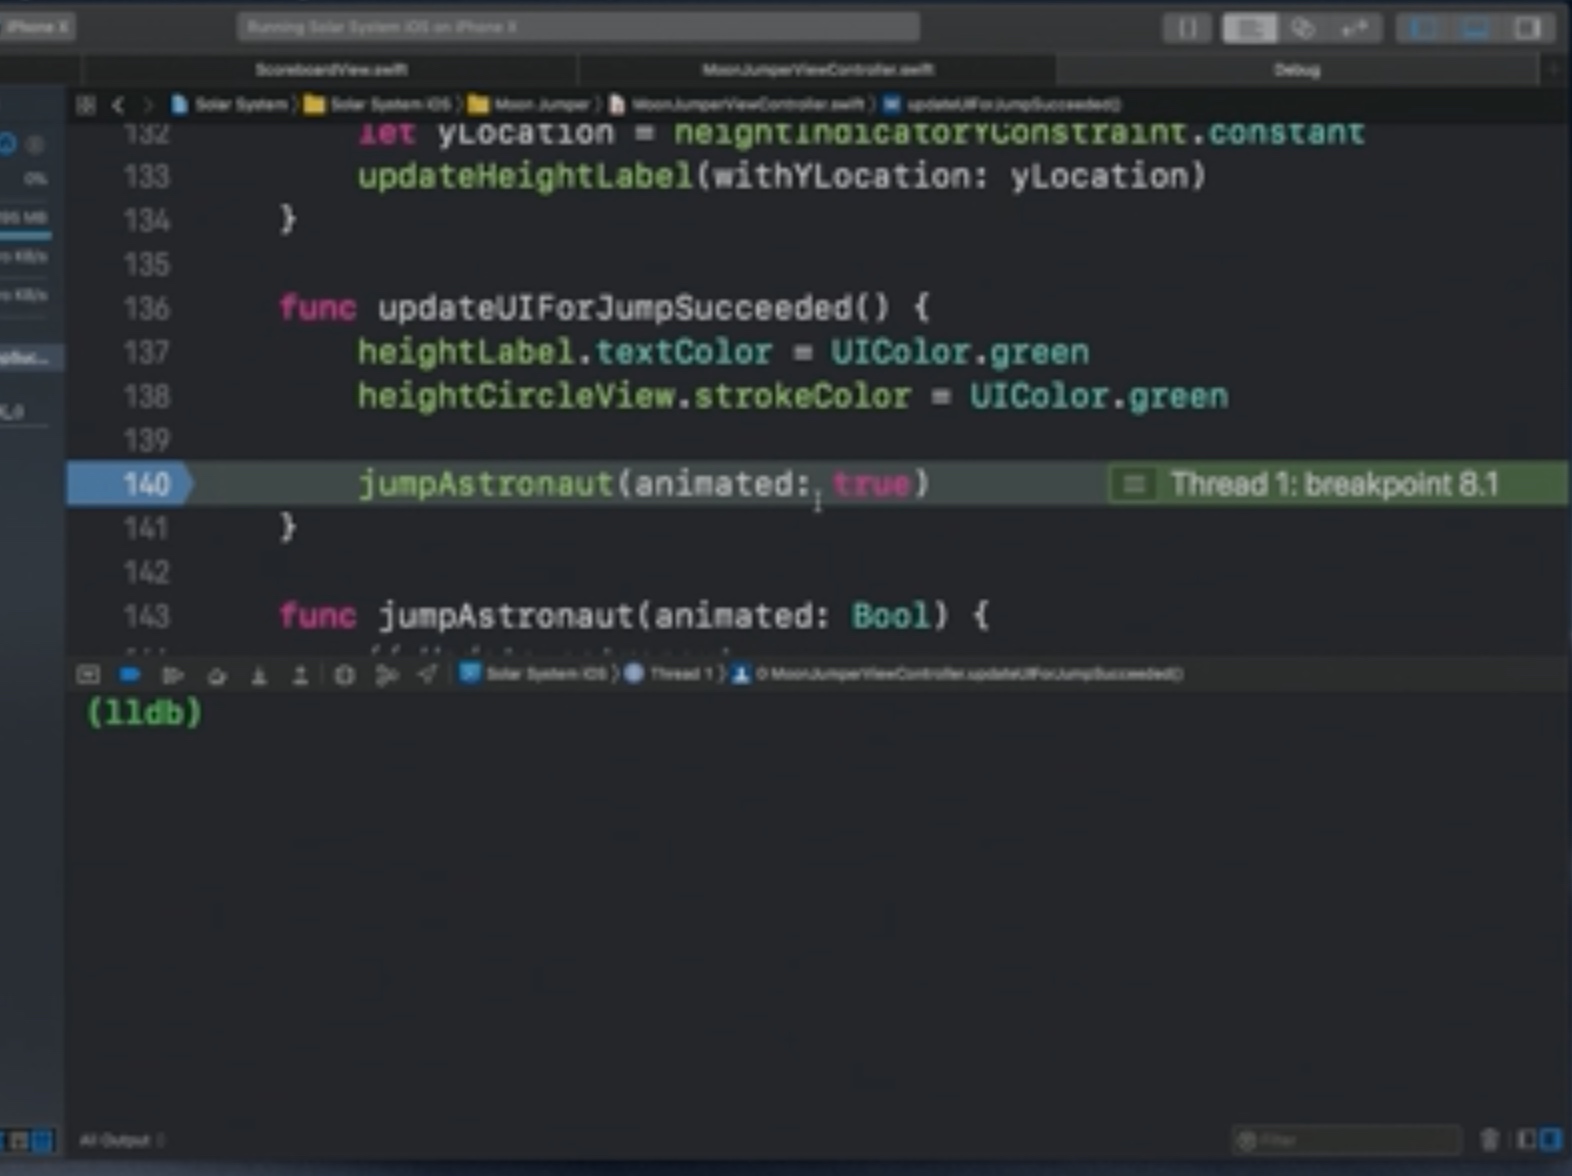 iPhone X
Running Solar System iOS on iPhone X
ScoreboardView.swift
MoonJumperViewController.swift
Debug
Solar System
Solar System iOS
Moon Jumper
MoonJumperViewController.swift
updateUIForJumpSucceeded()
0%
132 let yLocation = heightIndicatorYConstraint.constant
133 updateHeightLabel(withYLocation: yLocation)
134 }
135
136 func updateUIForJumpSucceeded() {
137 heightLabel.textColor = UIColor.green
138 heightCircleView.strokeColor = UIColor.green
139
140 jumpAstronaut(animated: true) Thread 1: breakpoint 8.1
141 }
142
143 func jumpAstronaut(animated: Bool) {
Solar System iOS
Thread 1
0 MoonJumperViewController.updateUIForJumpSucceeded()
(lldb)
All Output
Filter